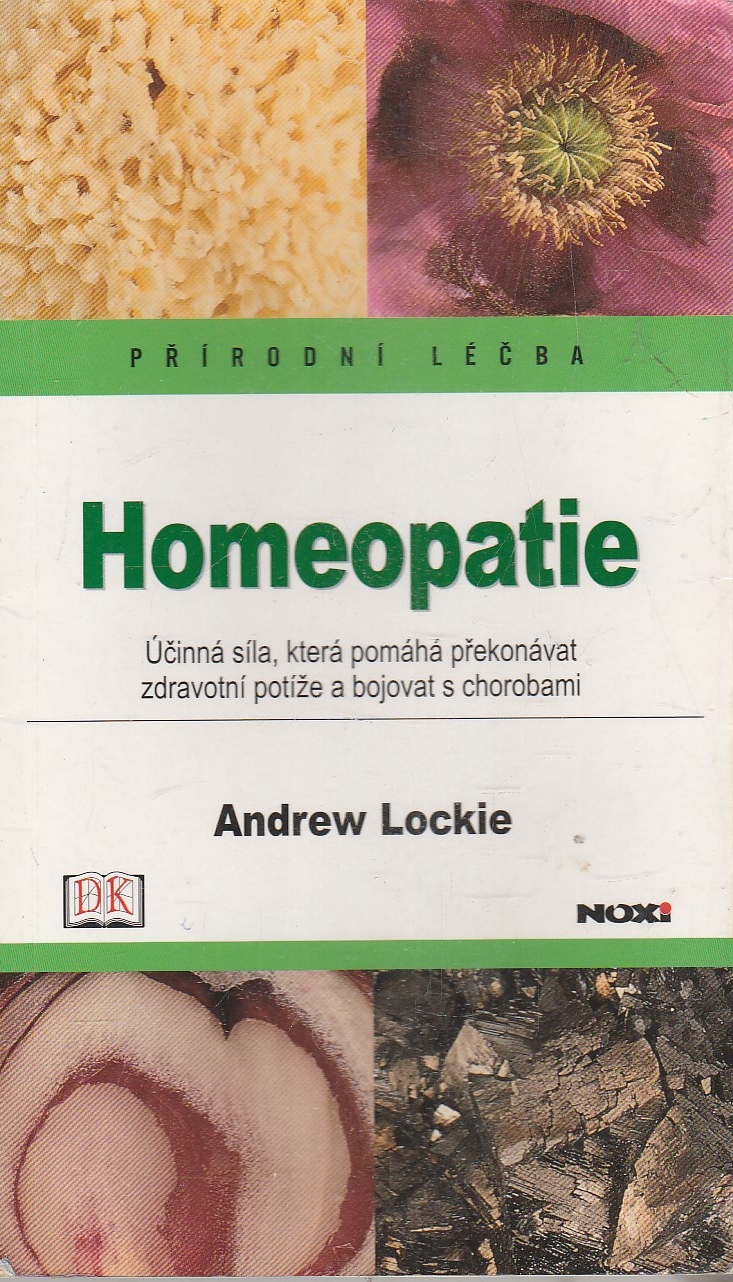 PŘÍRODNÍ LÉČBA
Homeopatie
Účinná síla, která pomáhá překonávat
zdravotní potíže a bojovat s chorobami
Andrew Lockie
DK
NOXi